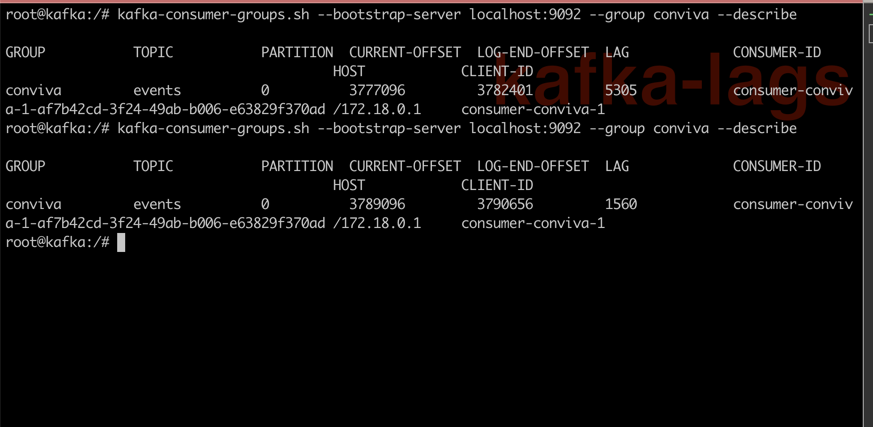 root@kafka:/# kafka-consumer-groups.sh --bootstrap-server localhost:9092 --group conviva --describe
GROUP TOPIC PARTITION CURRENT-OFFSET LOG-END-OFFSET LAG CONSUMER-ID
HOST CLIENT-ID
conviva events 0 3777096 3782401 5305 consumer-conviv
a-1-af7b42cd-3f24-49ab-b006-e63829f370ad /172.18.0.1 consumer-conviva-1
kafka-lags
root@kafka:/# kafka-consumer-groups.sh --bootstrap-server localhost:9092 --group conviva --describe
GROUP TOPIC PARTITION CURRENT-OFFSET LOG-END-OFFSET LAG CONSUMER-ID
HOST CLIENT-ID
conviva events 0 3789096 3790656 1560 consumer-conviv
a-1-af7b42cd-3f24-49ab-b006-e63829f370ad /172.18.0.1 consumer-conviva-1
root@kafka:/#